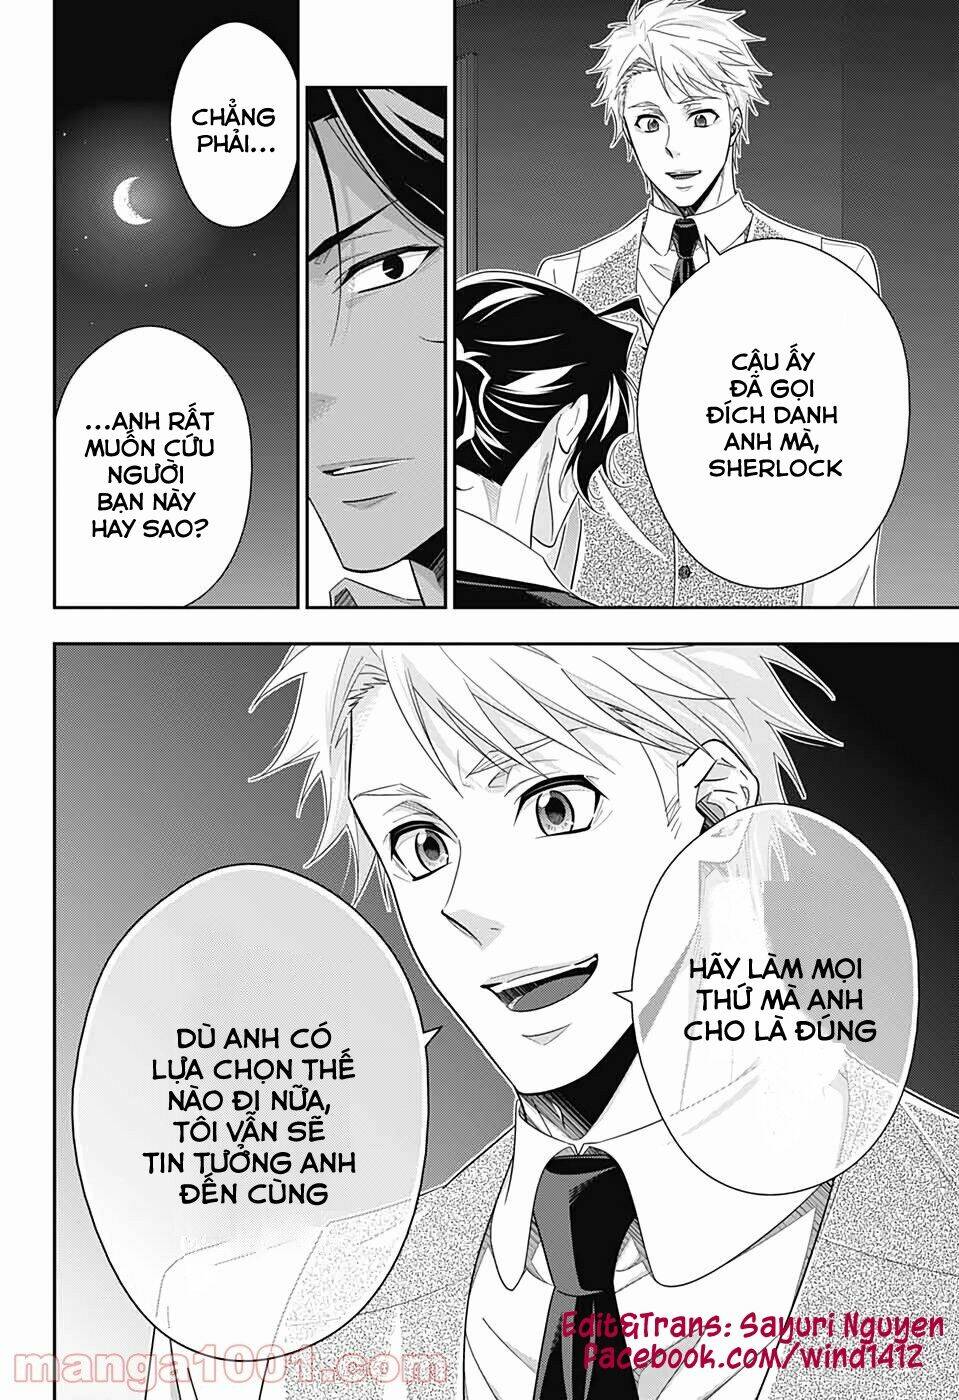 CẬU ẤY
ĐÃ GỌI
ĐÍCH DANH
ANH MÀ,
SHERLOCK
CHẲNG
PHẢI...
...ANH RẤT
MUỐN CỨU
NGƯỜI
BẠN NÀY
HAY SAO?
HÃY LÀM MỌI
THỨ MÀ ANH
CHO LÀ ĐÚNG
DÙ ANH CÓ
LỰA CHỌN THẾ
NÀO ĐI NỮA,
TÔI VẪN SẼ
TIN TƯỞNG ANH
ĐẾN CÙNG
Edit&Trans: Sayuri Nguyen
Facebook.com/wind1412
manga1001.com